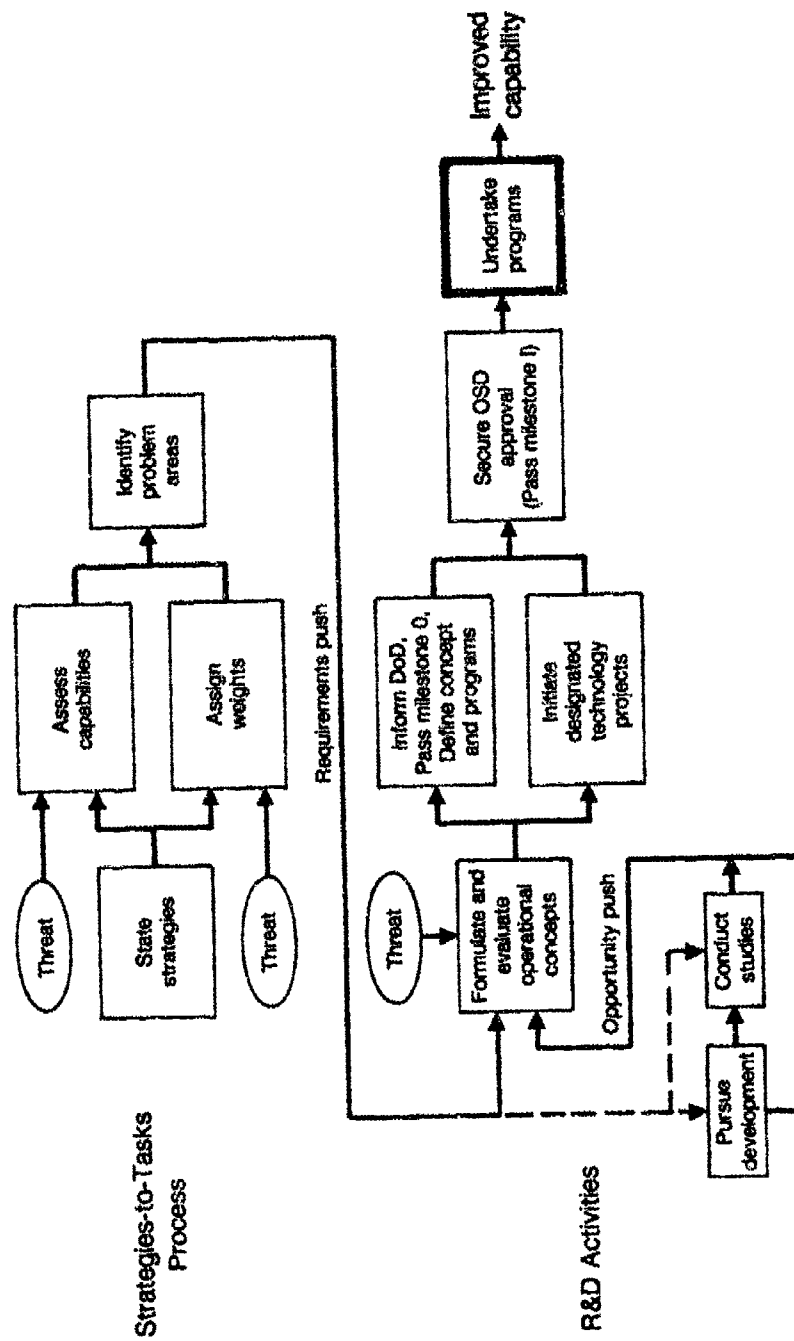 Strategies-to-Tasks
Process
Threat
State
strategies
Threat
Assess
capabilities
Assign
weights
Identify
problem
areas
Requirements push
R&D Activities
Threat
Formulate and
evaluate
operational
concepts
Inform DoD,
Pass milestone 0,
Define concept
and programs
Initiate
designated
technology
projects
Secure OSD
approval
(Pass milestone I)
Undertake
programs
Improved
capability
Opportunity push
Pursue
development
Conduct
studies